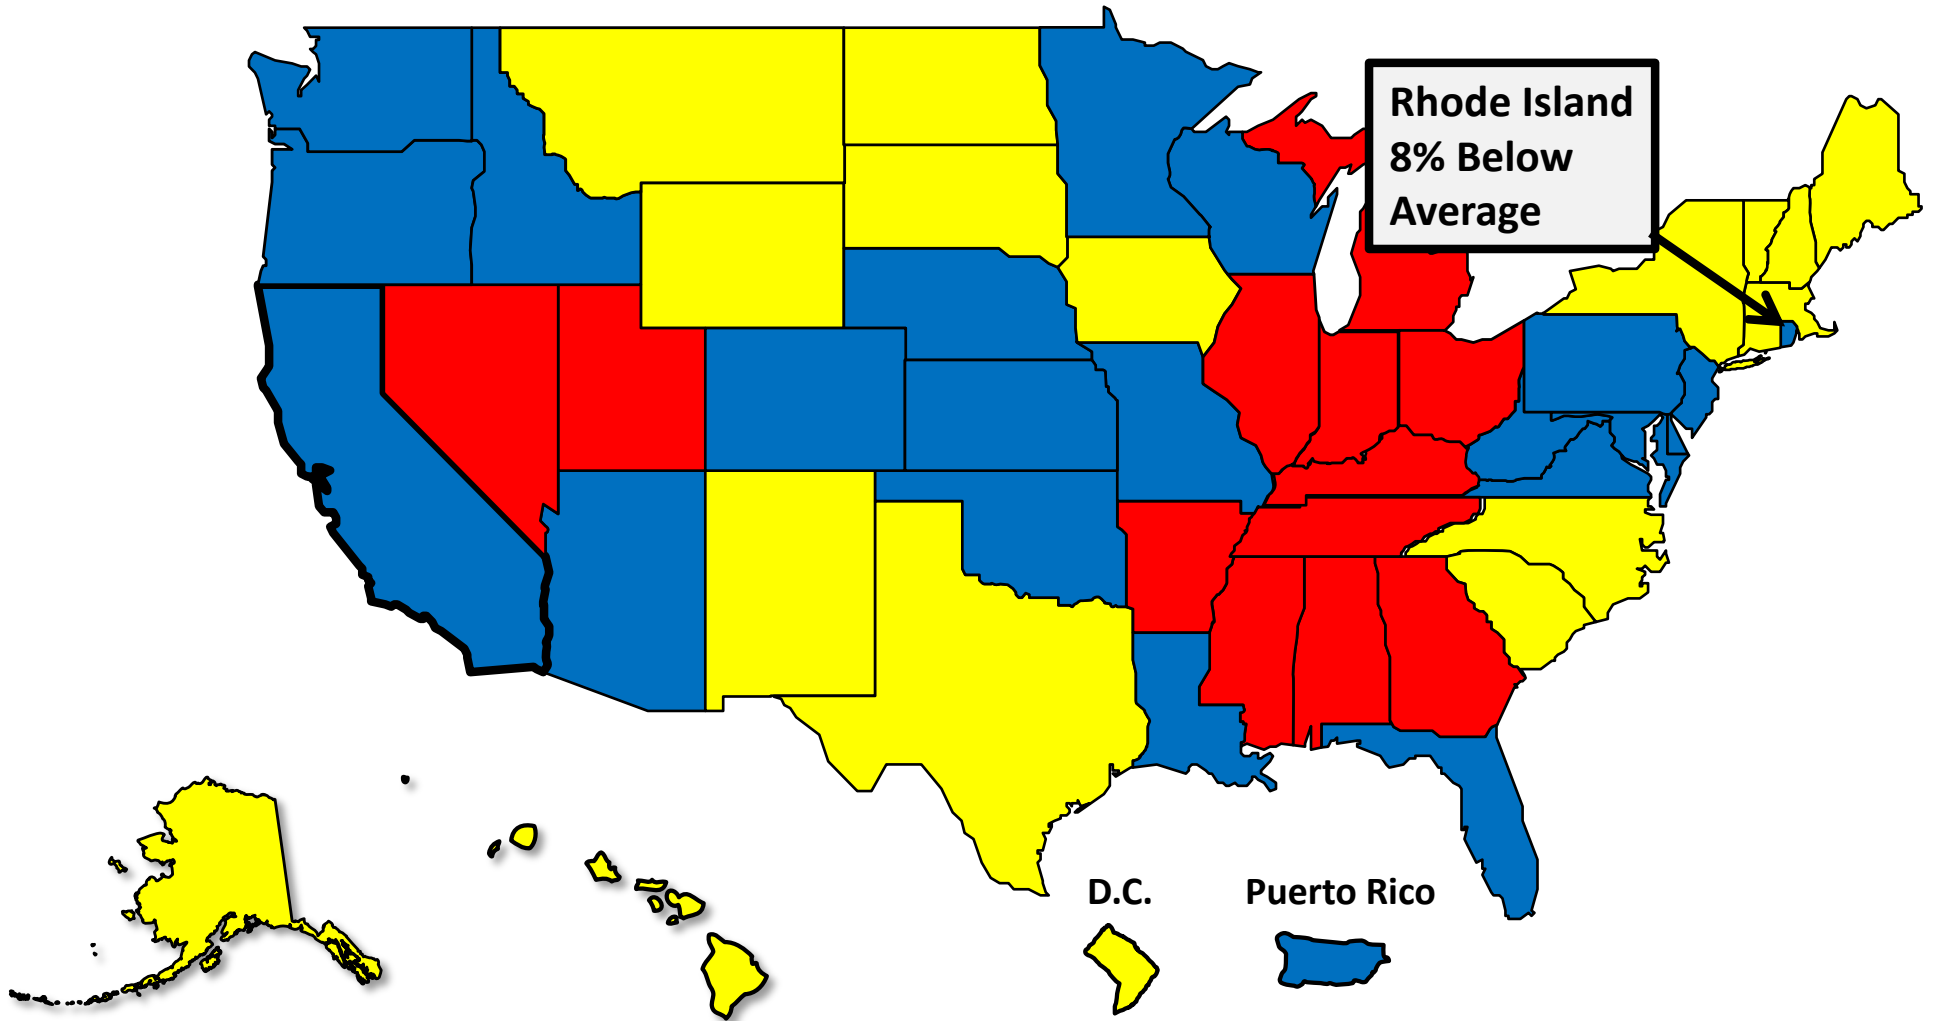 Rhode Island
8% Below
Average
D.C.
Puerto Rico